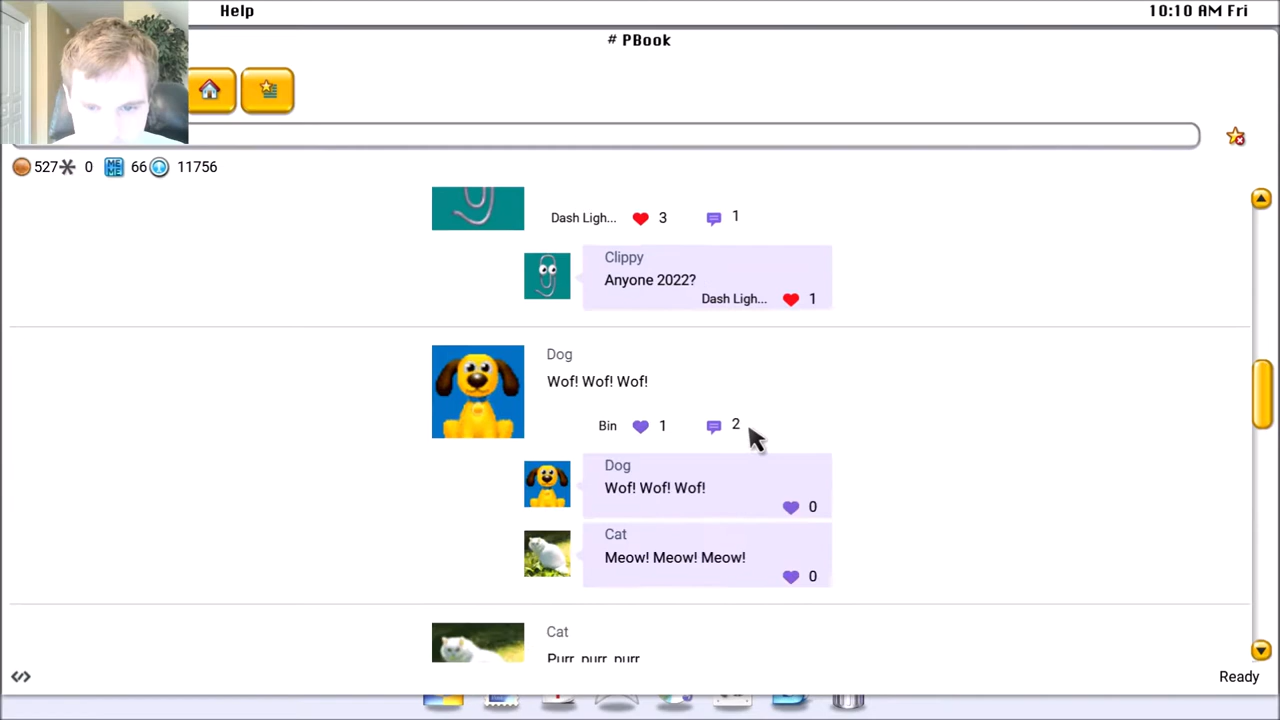 Help
10:10 AM Fri
# PBook
527 0 MEME 66 11756
Dash Ligh... 3 1
Clippy
Anyone 2022?
Dash Ligh... 1
Dog
Wof! Wof! Wof!
Bin 1 2
Dog
Wof! Wof! Wof!
0
Cat
Meow! Meow! Meow!
0
Cat
Purr, purr, purr
Ready